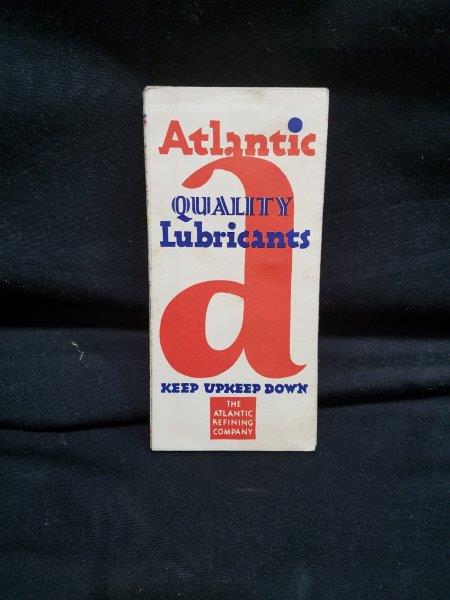 Atlantic
a
QUALITY
Lubricants
KEEP UPKEEP DOWN
THE
ATLANTIC
REFINING
COMPANY